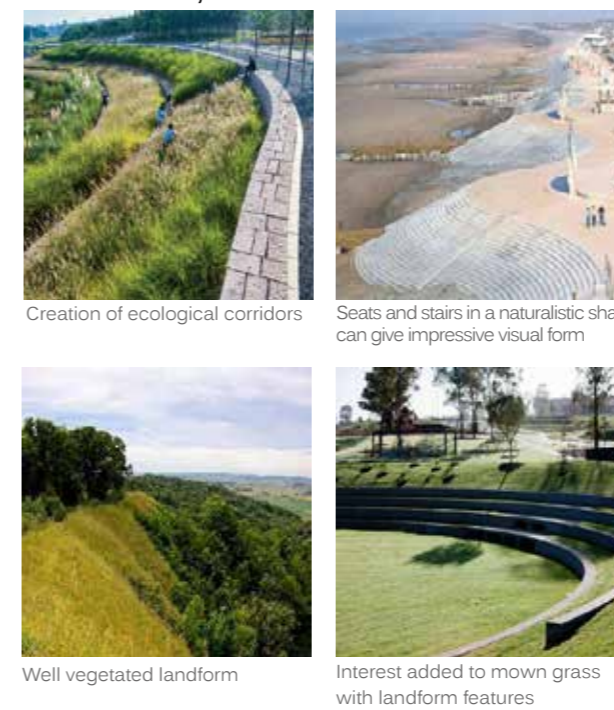 Creation of ecological corridors
Seats and stairs in a naturalistic
can give impressive visual form
Well vegetated landform
Interest added to mown grass
with landform features